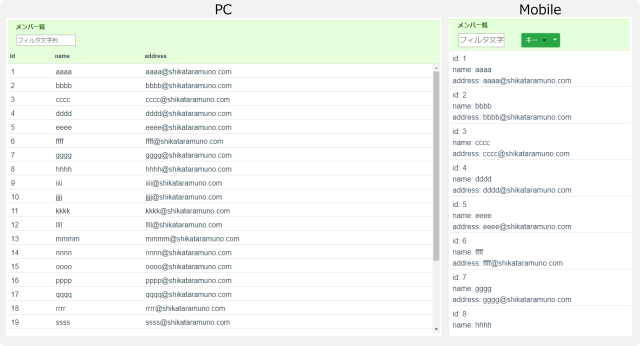 PC
メンバ一覧
フィルタ文字列
id name address
1 aaaa aaaa@shikataramuno.com
2 bbbb bbbb@shikataramuno.com
3 cccc cccc@shikataramuno.com
4 dddd dddd@shikataramuno.com
5 eeee eeee@shikataramuno.com
6 ffff ffff@shikataramuno.com
7 gggg gggg@shikataramuno.com
8 hhhh hhhh@shikataramuno.com
9 iiii iiii@shikataramuno.com
10 jjjj jjjj@shikataramuno.com
11 kkkk kkkk@shikataramuno.com
12 llll llll@shikataramuno.com
13 mmmm mmmm@shikataramuno.com
14 nnnn nnnn@shikataramuno.com
15 oooo oooo@shikataramuno.com
16 pppp pppp@shikataramuno.com
17 qqqq qqqq@shikataramuno.com
18 rrrr rrrr@shikataramuno.com
19 ssss ssss@shikataramuno.com
Mobile
メンバ一覧
フィルタ文字 キー
id: 1
name: aaaa
address: aaaa@shikataramuno.com
id: 2
name: bbbb
address: bbbb@shikataramuno.com
id: 3
name: cccc
address: cccc@shikataramuno.com
id: 4
name: dddd
address: dddd@shikataramuno.com
id: 5
name: eeee
address: eeee@shikataramuno.com
id: 6
name: ffff
address: ffff@shikataramuno.com
id: 7
name: gggg
address: gggg@shikataramuno.com
id: 8
name: hhhh